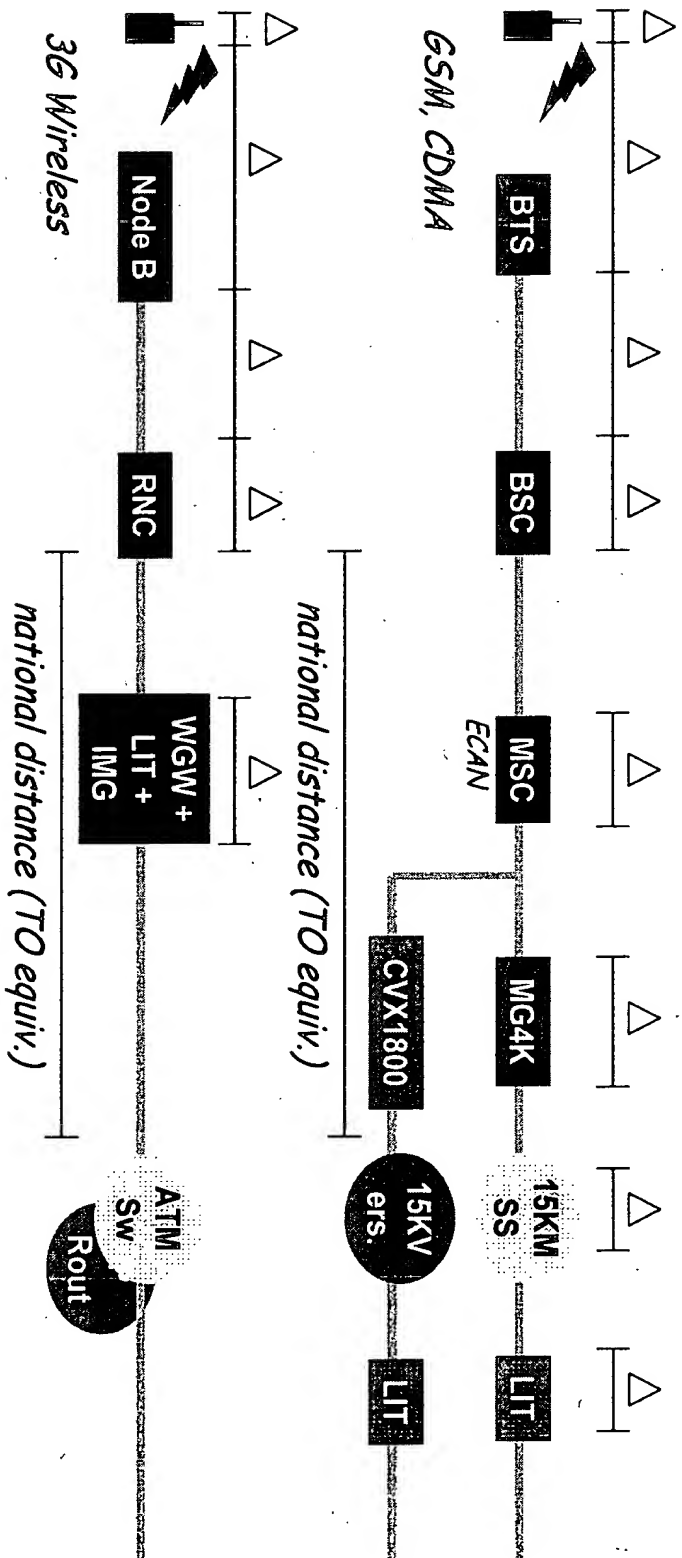 GSM, CDMA
BTS
BSC
MSC
ECAN
MG4K
15KM
SS
LIT
CVX1800
15KV
ers.
LIT
national distance (TO equiv.)
3G Wireless
Node B
RNC
WGW +
LIT +
IMG
ATM
Sw
Rout
national distance (TO equiv.)